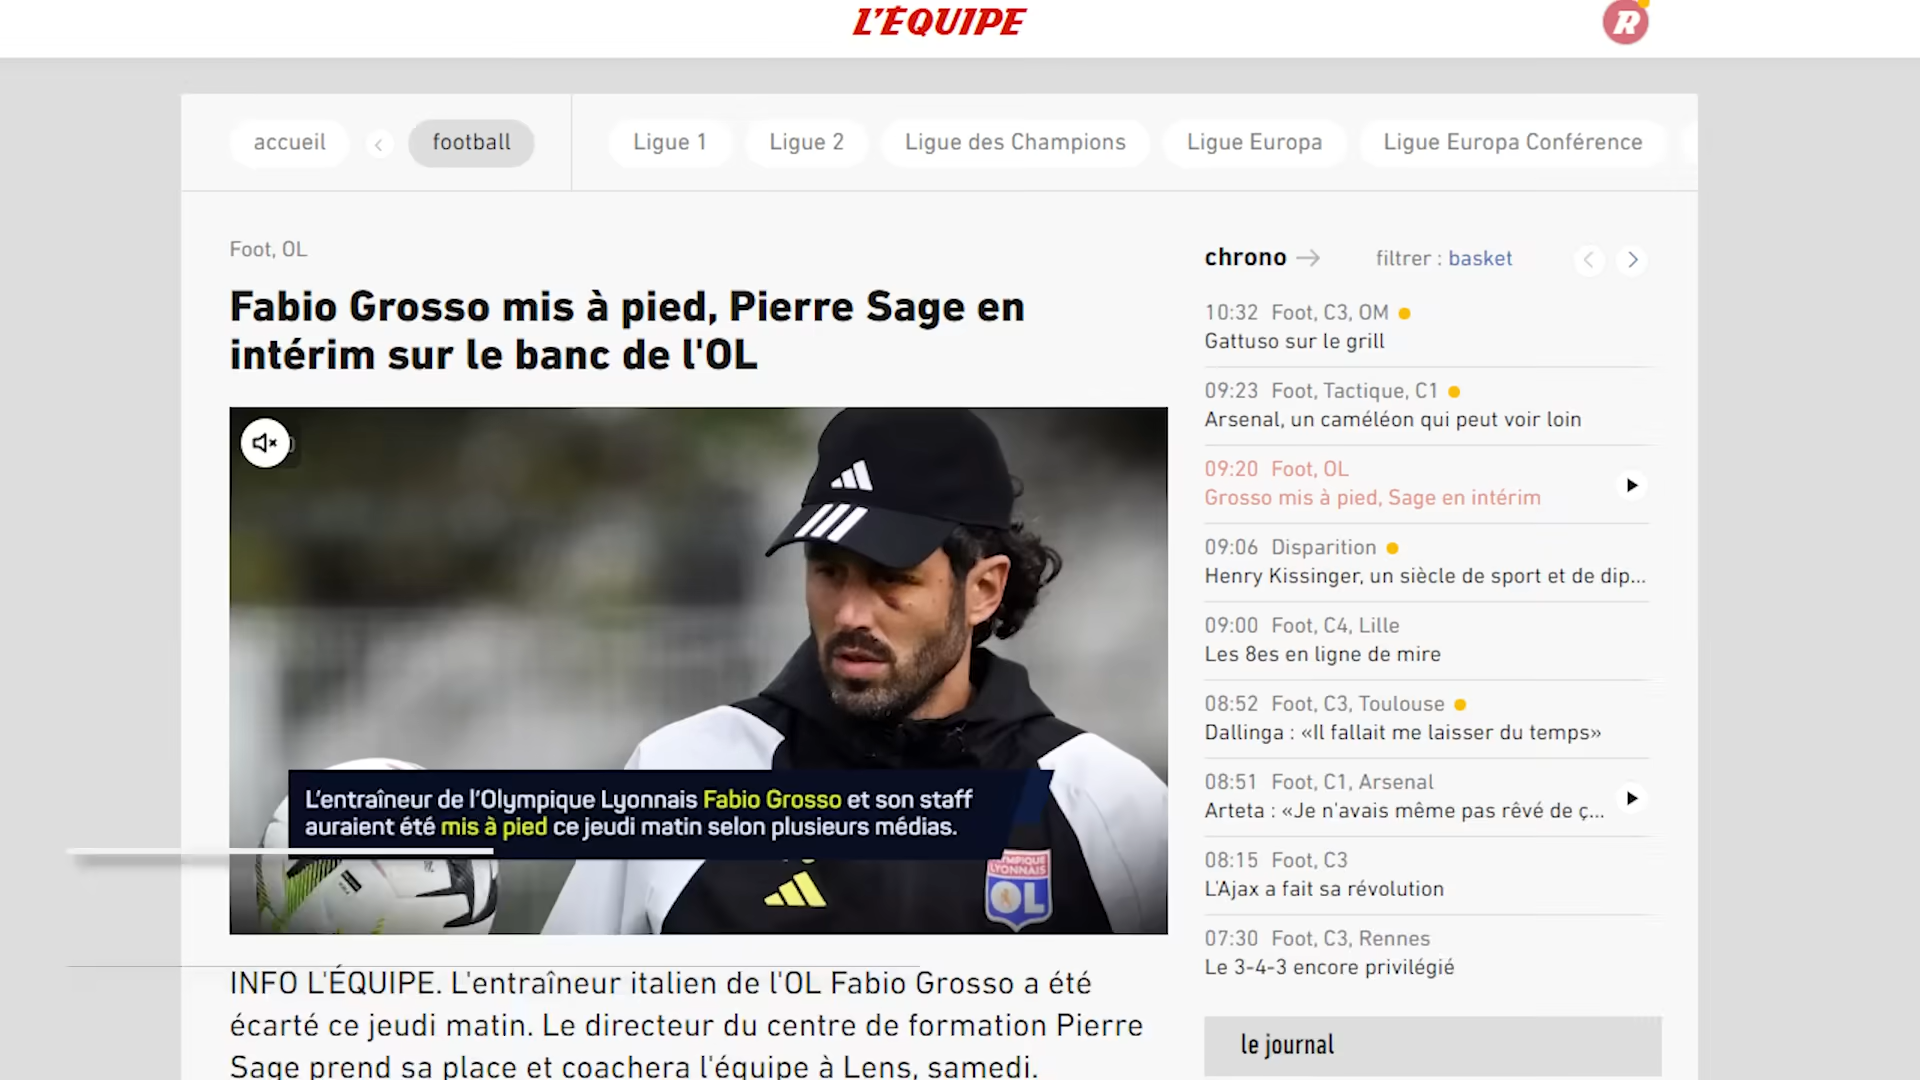 L'ÉQUIPE
R
accueil
football
Ligue 1
Ligue 2
Ligue des Champions
Ligue Europa
Ligue Europa Conférence
Foot, OL
Fabio Grosso mis à pied, Pierre Sage en
intérim sur le banc de l'OL
L'entraîneur de l'Olympique Lyonnais Fabio Grosso et son staff
auraient été mis à pied ce jeudi matin selon plusieurs médias.
OLYMPIQUE
LYONNAIS
OL
INFO L'ÉQUIPE. L'entraîneur italien de l'OL Fabio Grosso a été
écarté ce jeudi matin. Le directeur du centre de formation Pierre
Sage prend sa place et coachera l'équipe à Lens, samedi.
chrono
filtrer : basket
10:32 Foot, C3, OM
Gattuso sur le grill
09:23 Foot, Tactique, C1
Arsenal, un caméléon qui peut voir loin
09:20 Foot, OL
Grosso mis à pied, Sage en intérim
09:06 Disparition
Henry Kissinger, un siècle de sport et de dip...
09:00 Foot, C4, Lille
Les 8es en ligne de mire
08:52 Foot, C3, Toulouse
Dallinga : «Il fallait me laisser du temps»
08:51 Foot, C1, Arsenal
Arteta : «Je n'avais même pas rêvé de ç...
08:15 Foot, C3
L'Ajax a fait sa révolution
07:30 Foot, C3, Rennes
Le 3-4-3 encore privilégié
le journal